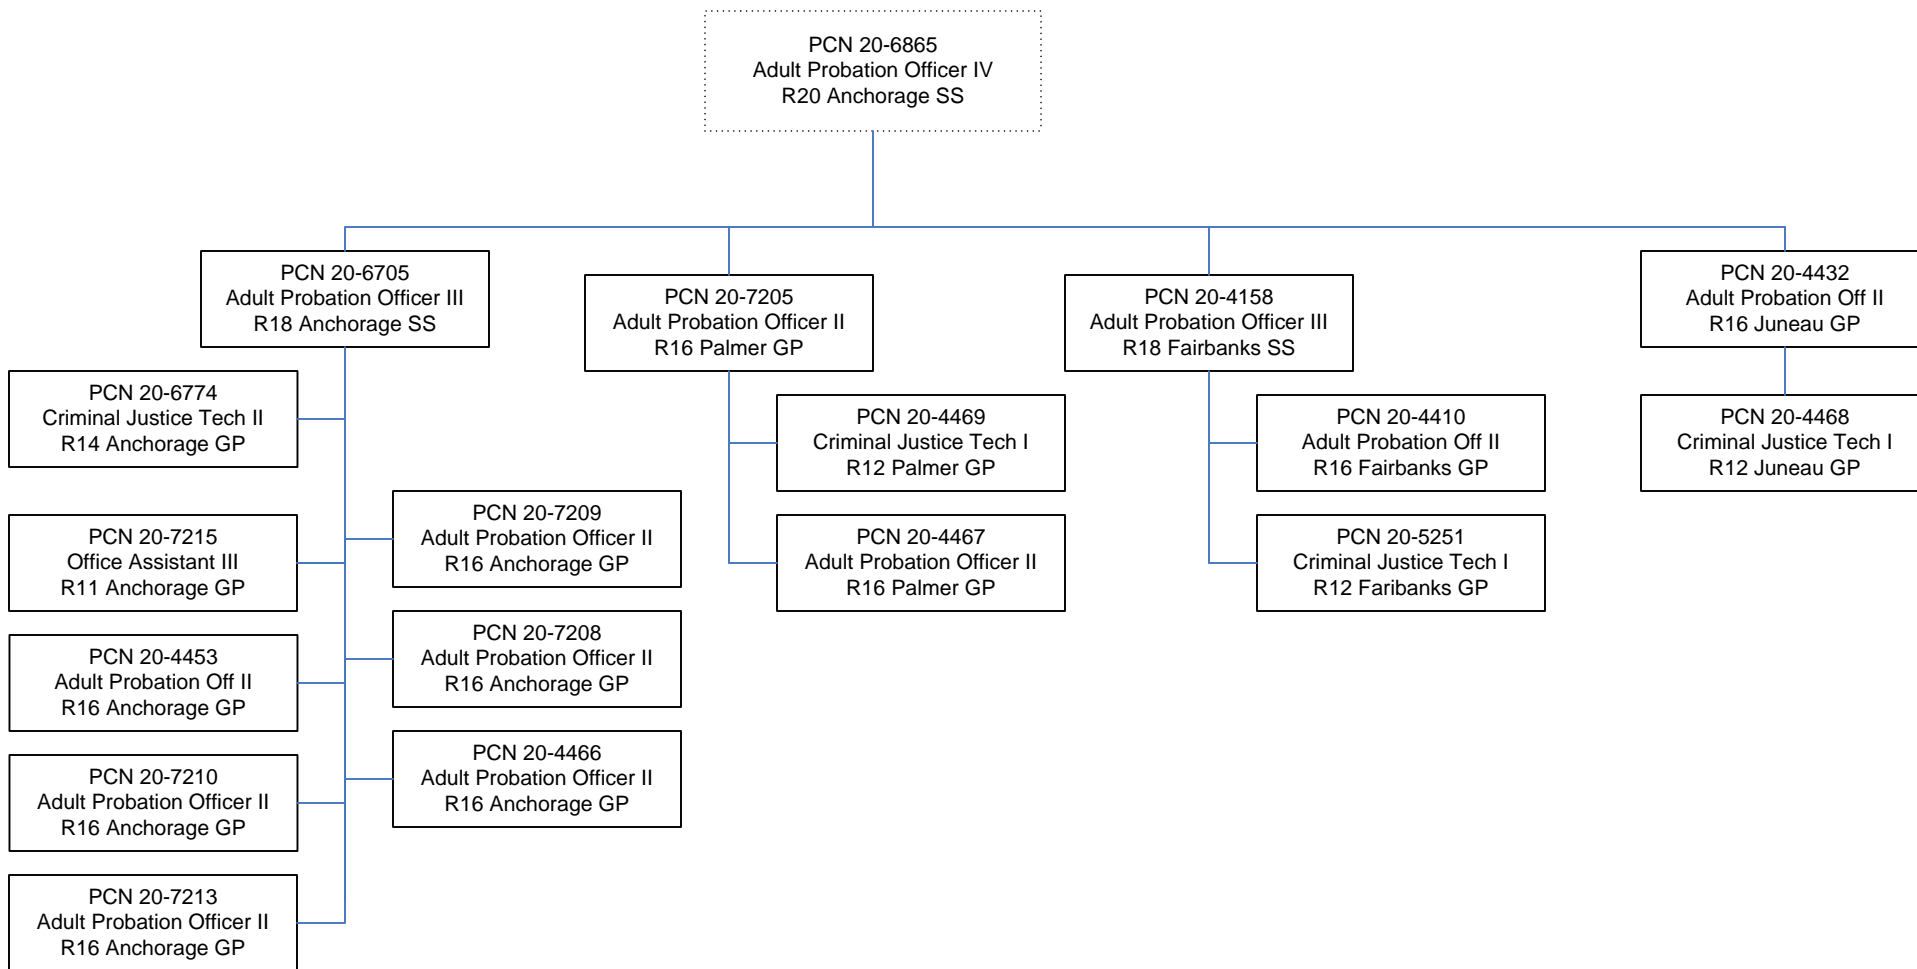 PCN 20-6865
Adult Probation Officer IV
R20 Anchorage SS
PCN 20-6705
Adult Probation Officer III
R18 Anchorage SS
PCN 20-6774
Criminal Justice Tech II
R14 Anchorage GP
PCN 20-7215
Office Assistant III
R11 Anchorage GP
PCN 20-4453
Adult Probation Off II
R16 Anchorage GP
PCN 20-7210
Adult Probation Officer II
R16 Anchorage GP
PCN 20-7213
Adult Probation Officer II
R16 Anchorage GP
PCN 20-7209
Adult Probation Officer II
R16 Anchorage GP
PCN 20-7208
Adult Probation Officer II
R16 Anchorage GP
PCN 20-4466
Adult Probation Officer II
R16 Anchorage GP
PCN 20-7205
Adult Probation Officer II
R16 Palmer GP
PCN 20-4469
Criminal Justice Tech I
R12 Palmer GP
PCN 20-4467
Adult Probation Officer II
R16 Palmer GP
PCN 20-4158
Adult Probation Officer III
R18 Fairbanks SS
PCN 20-4410
Adult Probation Off II
R16 Fairbanks GP
PCN 20-5251
Criminal Justice Tech I
R12 Faribanks GP
PCN 20-4432
Adult Probation Off II
R16 Juneau GP
PCN 20-4468
Criminal Justice Tech I
R12 Juneau GP